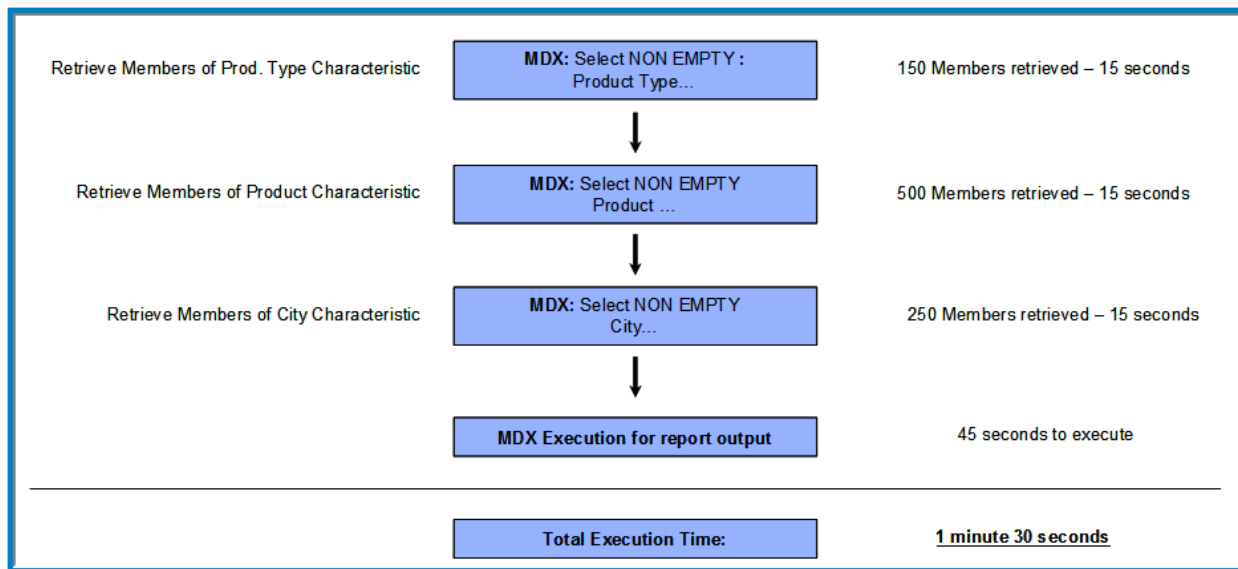 Retrieve Members of Prod. Type Characteristic
MDX: Select NON EMPTY :
Product Type...
150 Members retrieved – 15 seconds
Retrieve Members of Product Characteristic
MDX: Select NON EMPTY
Product ...
500 Members retrieved – 15 seconds
Retrieve Members of City Characteristic
MDX: Select NON EMPTY
City...
250 Members retrieved – 15 seconds
MDX Execution for report output
45 seconds to execute
Total Execution Time:
1 minute 30 seconds